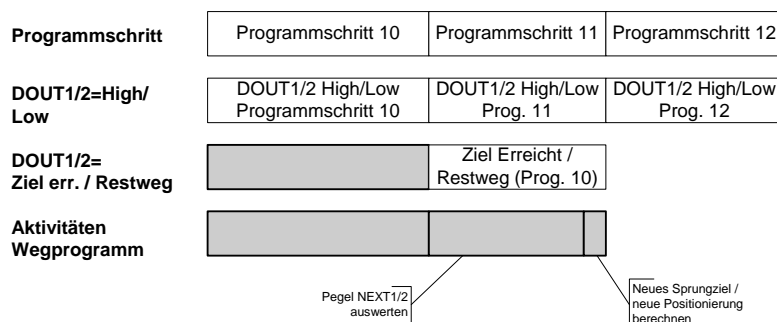 Programmschritt
Programmschritt 10
Programmschritt 11
Programmschritt 12
DOUT1/2=High/
Low
DOUT1/2 High/Low
Programmschritt 10
DOUT1/2 High/Low
Prog. 11
DOUT1/2 High/Low
Prog. 12
DOUT1/2=
Ziel err. / Restweg
Ziel Erreicht /
Restweg (Prog. 10)
Aktivitäten
Wegprogramm
Pegel NEXT1/2
auswerten
Neues Sprungziel /
neue Positionierung
berechnen